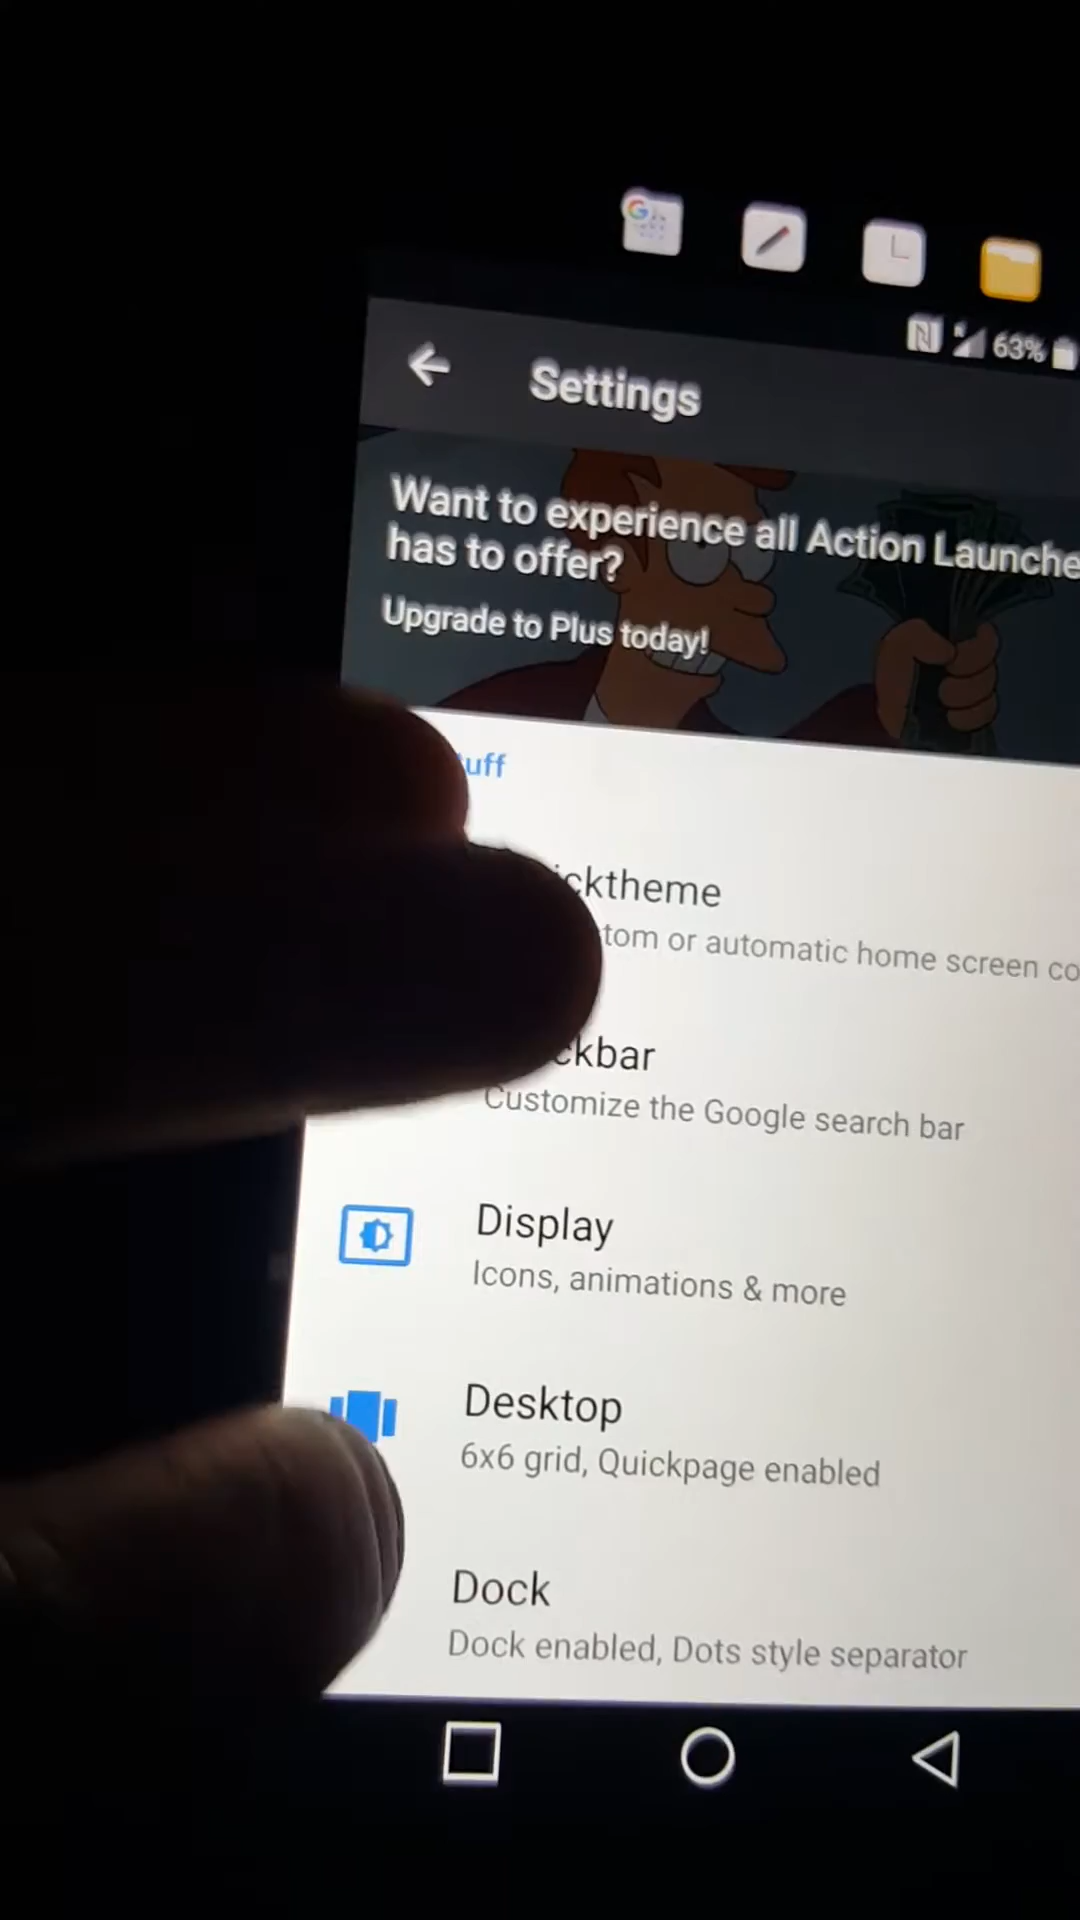 63%
Settings
Want to experience all Action Launche
has to offer?
Upgrade to Plus today!
uff
cktheme
tom or automatic home screen co
ckbar
Customize the Google search bar
Display
Icons, animations & more
Desktop
6x6 grid, Quickpage enabled
Dock
Dock enabled, Dots style separator